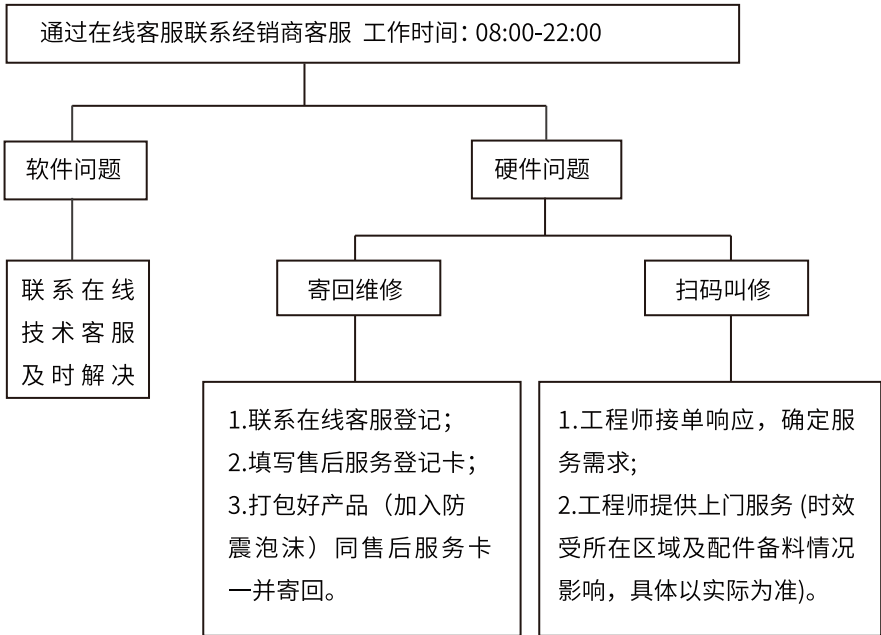 通过在线客服联系经销商客服 工作时间：08:00-22:00
软件问题
硬件问题
联系在线
技术客服
及时解决
寄回维修
扫码叫修
1.联系在线客服登记；
2.填写售后服务登记卡；
3.打包好产品（加入防
震泡沫）同售后服务卡
一并寄回。
1.工程师接单响应，确定服
务需求;
2.工程师提供上门服务 (时效
受所在区域及配件备料情况
影响，具体以实际为准)。